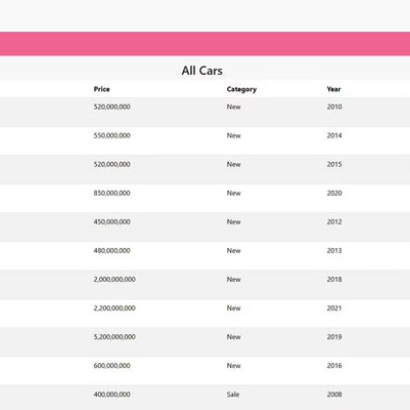 All Cars
Price Category Year
520,000,000 New 2010
550,000,000 New 2014
520,000,000 New 2015
850,000,000 New 2020
450,000,000 New 2012
480,000,000 New 2013
2,000,000,000 New 2018
2,200,000,000 New 2021
5,200,000,000 New 2019
600,000,000 New 2016
400,000,000 Sale 2008